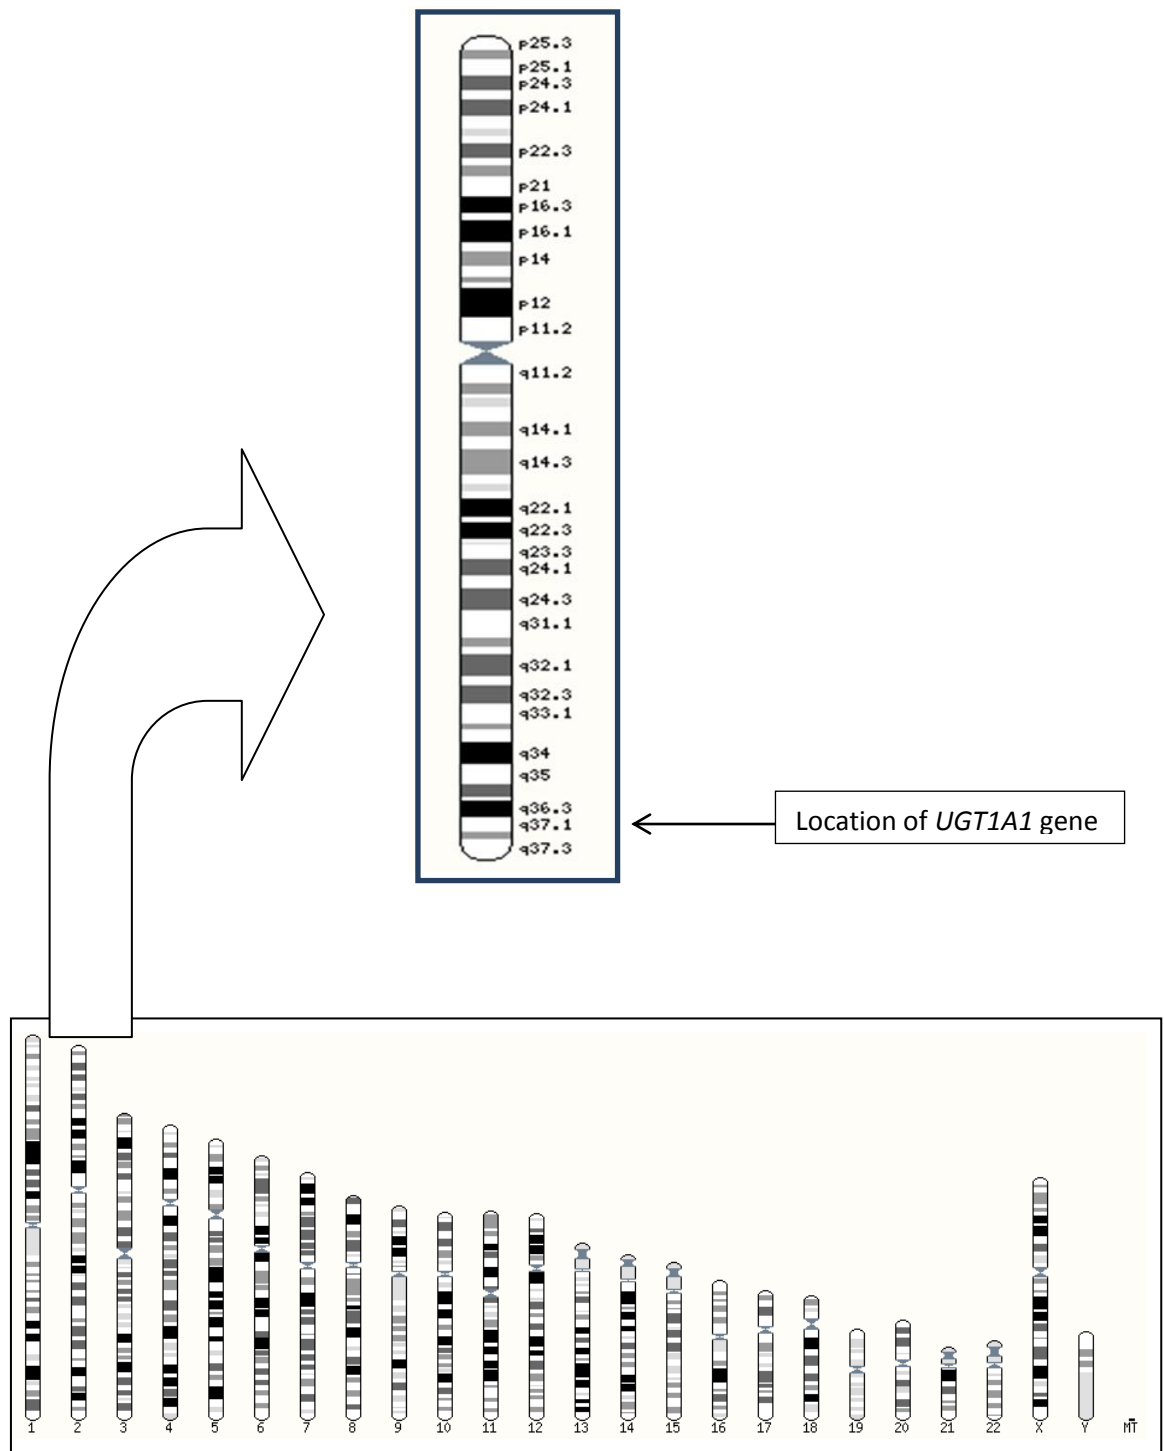 p25.3
p25.1
p24.3
p24.1
p22.3
p21
p16.3
p16.1
p14
p12
p11.2
q11.2
q14.1
q14.3
q22.1
q22.3
q23.3
q24.1
q24.3
q31.1
q32.1
q32.3
q33.1
q34
q35
q36.3
q37.1
q37.3
Location of UGT1A1 gene
1 2 3 4 5 6 7 8 9 10 11 12 13 14 15 16 17 18 19 20 21 22 X Y MT